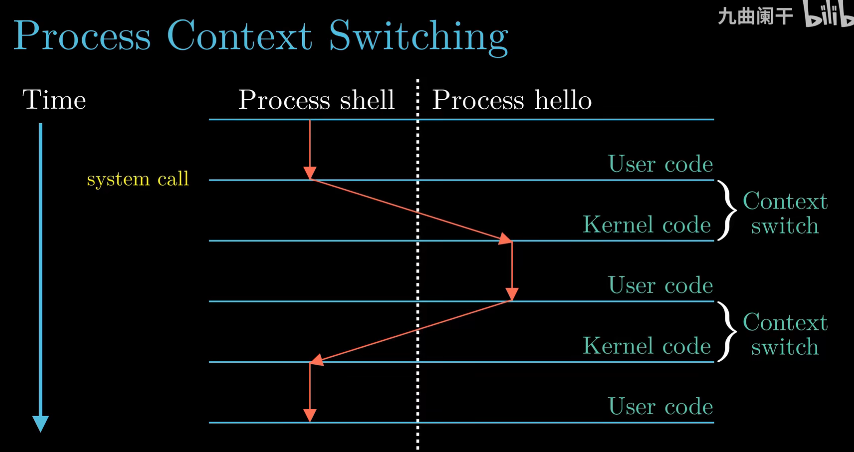 九曲阑干
Process Context Switching
Time
Process shell
Process hello
User code
system call
Context
switch
Kernel code
User code
Context
switch
Kernel code
User code